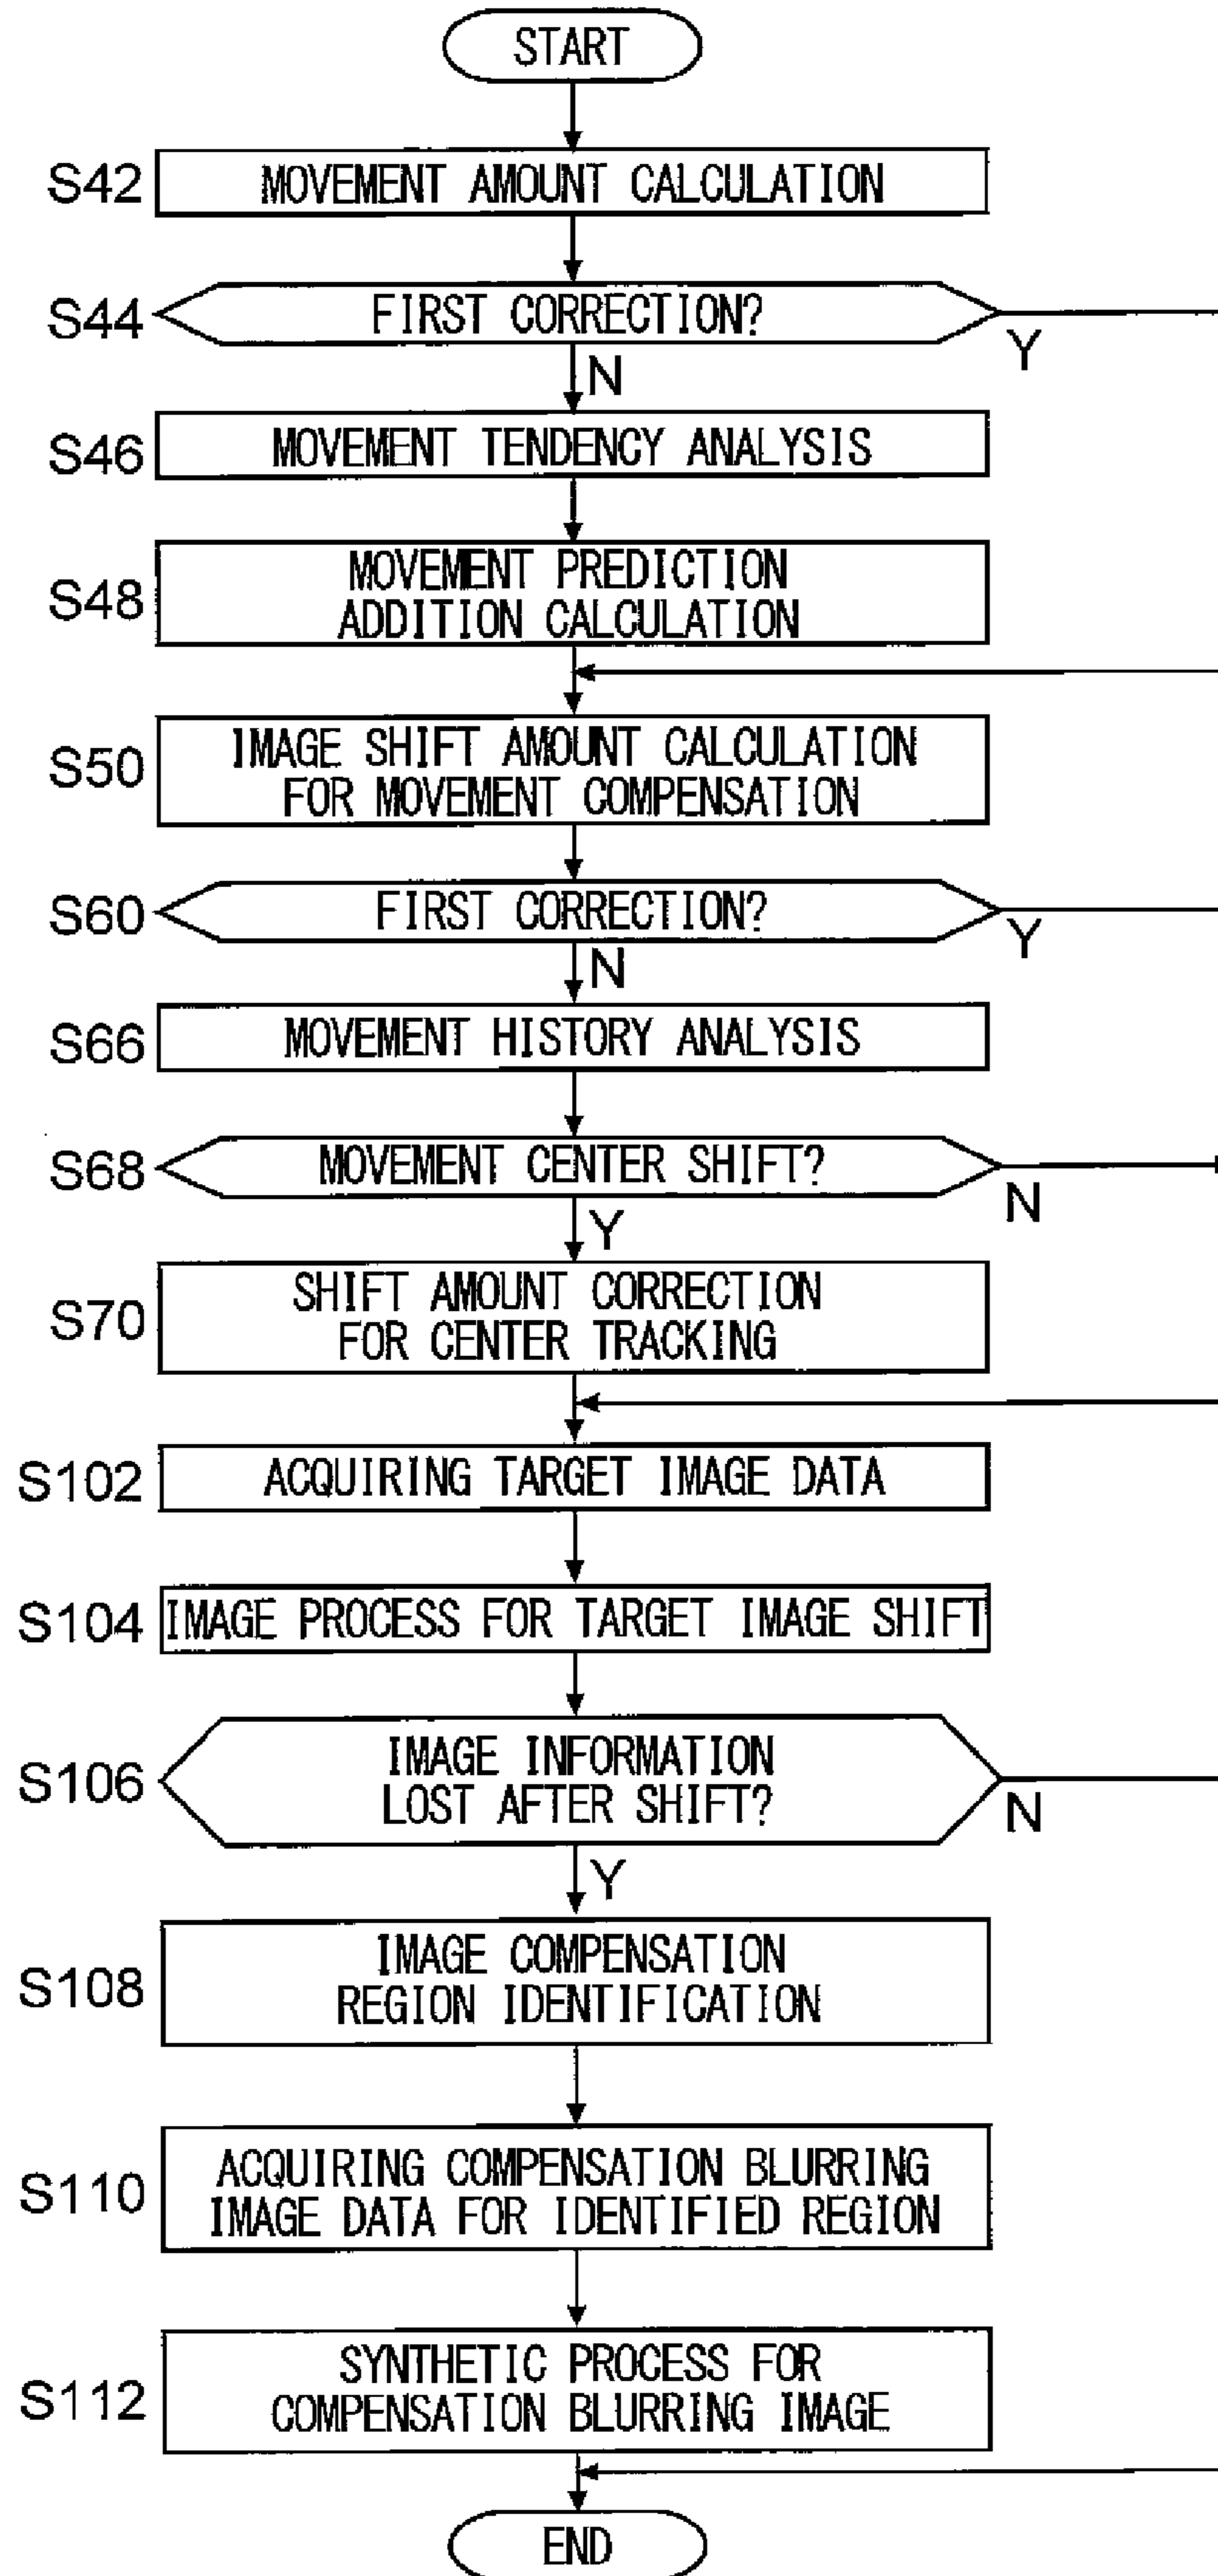 START
S42 MOVEMENT AMOUNT CALCULATION
S44 FIRST CORRECTION?
Y
N
S46 MOVEMENT TENDENCY ANALYSIS
S48 MOVEMENT PREDICTION
ADDITION CALCULATION
S50 IMAGE SHIFT AMOUNT CALCULATION
FOR MOVEMENT COMPENSATION
S60 FIRST CORRECTION?
Y
N
S66 MOVEMENT HISTORY ANALYSIS
S68 MOVEMENT CENTER SHIFT?
N
Y
S70 SHIFT AMOUNT CORRECTION
FOR CENTER TRACKING
S102 ACQUIRING TARGET IMAGE DATA
S104 IMAGE PROCESS FOR TARGET IMAGE SHIFT
S106 IMAGE INFORMATION
LOST AFTER SHIFT?
N
Y
S108 IMAGE COMPENSATION
REGION IDENTIFICATION
S110 ACQUIRING COMPENSATION BLURRING
IMAGE DATA FOR IDENTIFIED REGION
S112 SYNTHETIC PROCESS FOR
COMPENSATION BLURRING IMAGE
END